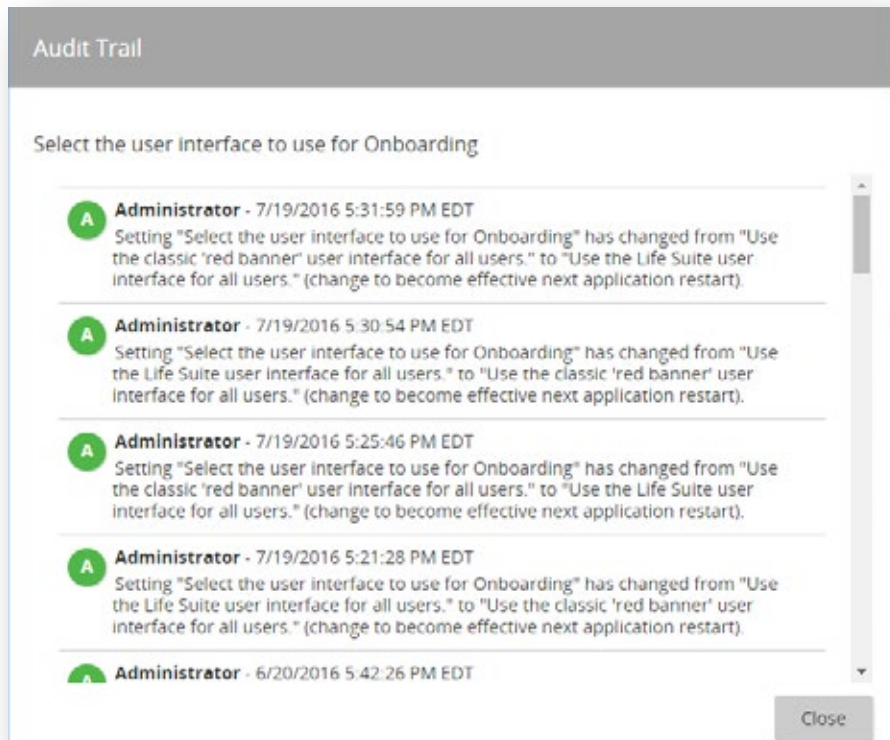 Audit Trail
Select the user interface to use for Onboarding
A
Administrator - 7/19/2016 5:31:59 PM EDT
Setting "Select the user interface to use for Onboarding" has changed from "Use
the classic 'red banner' user interface for all users." to "Use the Life Suite user
interface for all users." (change to become effective next application restart).
A
Administrator - 7/19/2016 5:30:54 PM EDT
Setting "Select the user interface to use for Onboarding" has changed from "Use
the Life Suite user interface for all users." to "Use the classic 'red banner' user
interface for all users." (change to become effective next application restart).
A
Administrator - 7/19/2016 5:25:46 PM EDT
Setting "Select the user interface to use for Onboarding" has changed from "Use
the classic 'red banner' user interface for all users." to "Use the Life Suite user
interface for all users." (change to become effective next application restart).
A
Administrator - 7/19/2016 5:21:28 PM EDT
Setting "Select the user interface to use for Onboarding" has changed from "Use
the Life Suite user interface for all users." to "Use the classic 'red banner' user
interface for all users." (change to become effective next application restart).
A
Administrator - 6/20/2016 5:42:26 PM EDT
Close